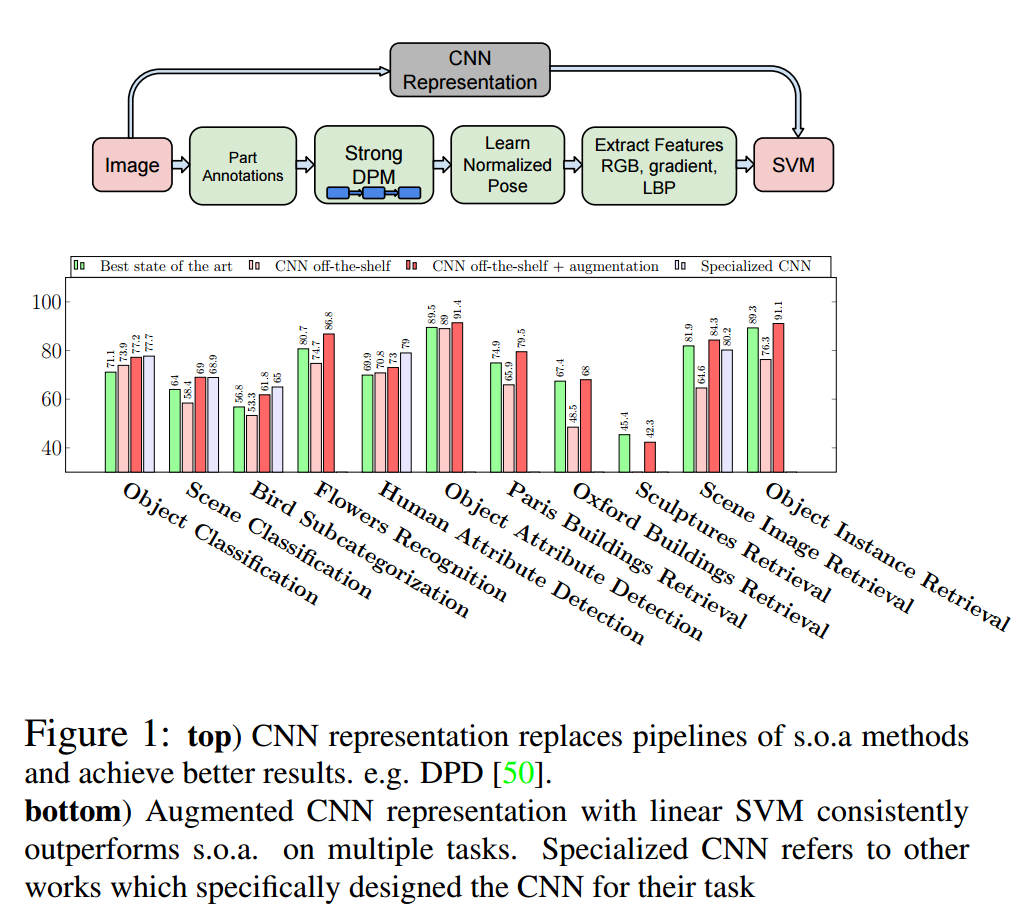 CNN
Representation
Image
Part
Annotations
Strong
DPM
Learn
Normalized
Pose
Extract Features
RGB, gradient,
LBP
SVM
Best state of the art CNN off-the-shelf CNN off-the-shelf + augmentation Specialized CNN
100
80
60
40
71.1 73.9 77.2 77.7
64 58.4 69 68.9
56.8 53.3 61.8 65
80.7 74.7 86.8
69.9 70.8 73 79
89.5 89 91.4
74.9 65.9 79.5
67.4 48.5 68
45.4 42.3
81.9 64.6 84.3 80.2
89.3 76.3 91.1
Object Classification
Scene Classification
Bird Subcategorization
Flowers Recognition
Human Attribute Detection
Object Attribute Detection
Paris Buildings Retrieval
Oxford Buildings Retrieval
Sculptures Retrieval
Scene Image Retrieval
Object Instance Retrieval
Figure 1: top) CNN representation replaces pipelines of s.o.a methods
and achieve better results. e.g. DPD [50].
bottom) Augmented CNN representation with linear SVM consistently
outperforms s.o.a. on multiple tasks. Specialized CNN refers to other
works which specifically designed the CNN for their task